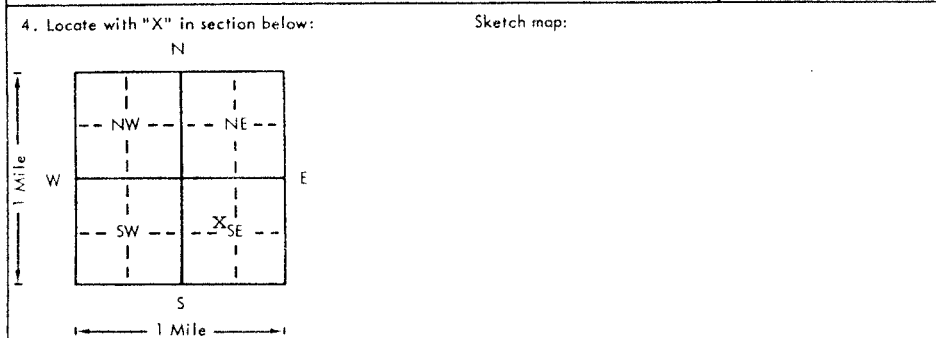 4. Locate with "X" in section below: Sketch map:
N
NW NE
1 Mile
W E
X
SW SE
S
1 Mile